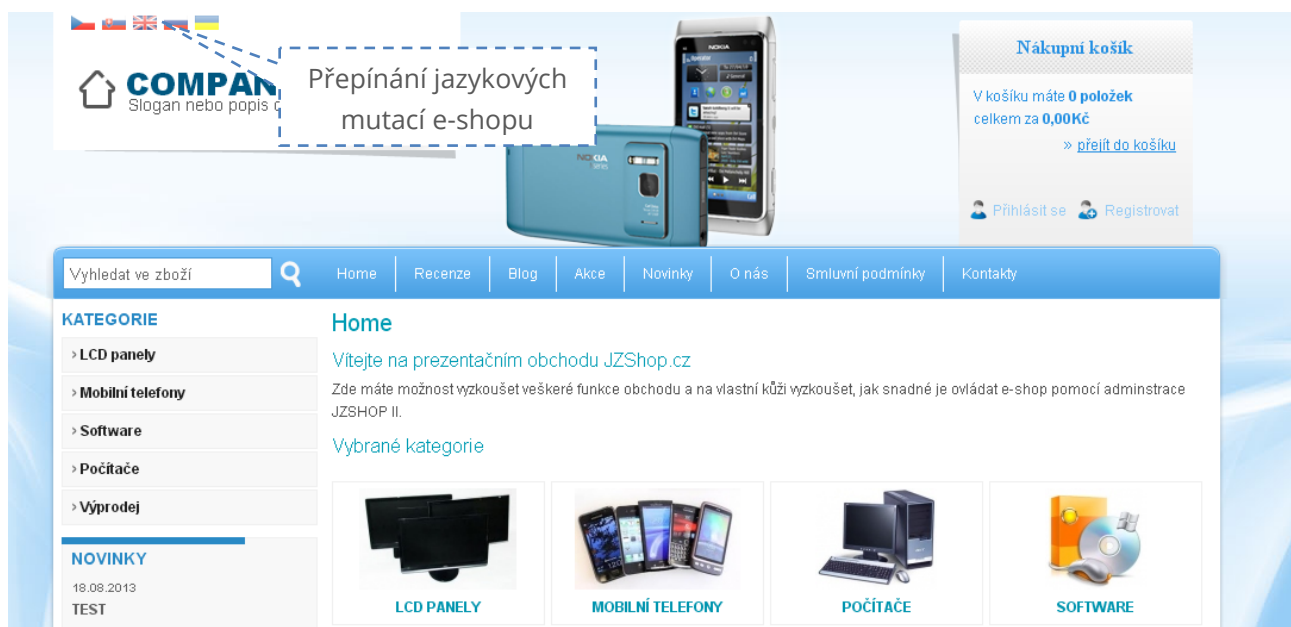 Přepínání jazykových
mutací e-shopu
COMPAN
Slogan nebo popis
NOKIA
NOKIA
series
Nákupní košík
V košíku máte 0 položek
celkem za 0,00Kč
» přejít do košíku
Přihlásit se Registrovat
Vyhledat ve zboží
Home Recenze Blog Akce Novinky O nás Smluvní podmínky Kontakty
KATEGORIE
› LCD panely
› Mobilní telefony
› Software
› Počítače
› Výprodej
NOVINKY
18.08.2013
TEST
Home
Vítejte na prezentačním obchodu JZShop.cz
Zde máte možnost vyzkoušet veškeré funkce obchodu a na vlastní kůži vyzkoušet, jak snadné je ovládat e-shop pomocí adminstrace
JZSHOP II.
Vybrané kategorie
LCD PANELY
MOBILNÍ TELEFONY
POČÍTAČE
SOFTWARE